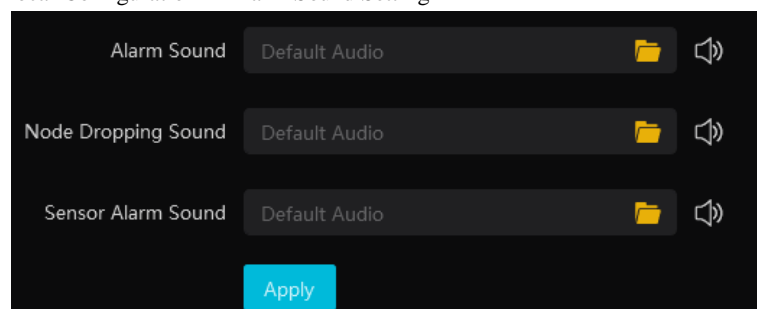 Alarm Sound Default Audio
Node Dropping Sound Default Audio
Sensor Alarm Sound Default Audio
Apply